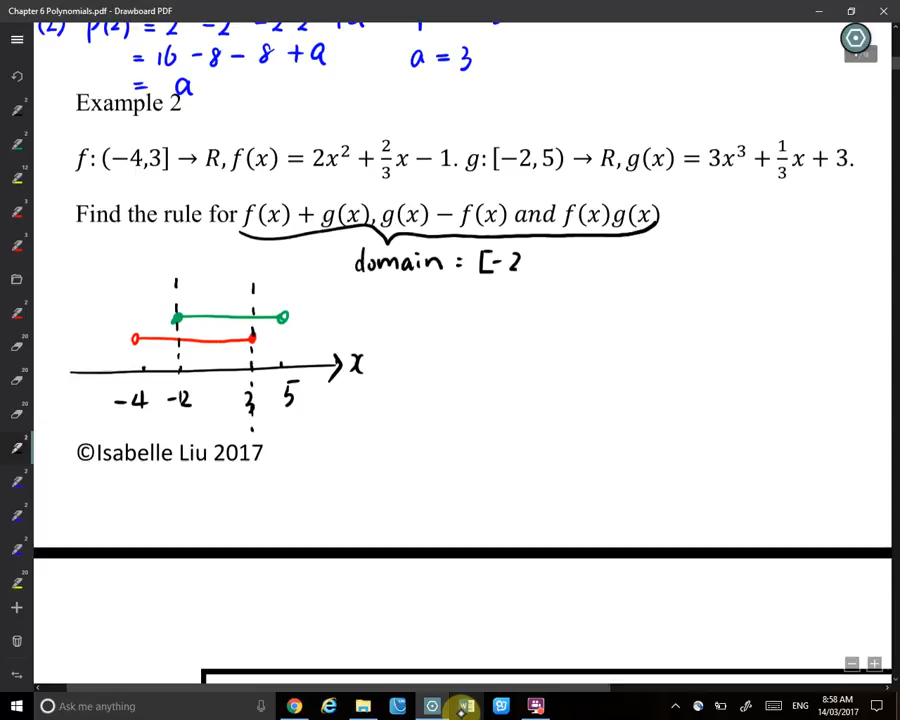 Chapter 6 Polynomials.pdf - Drawboard PDF
= 16 - 8 - 8 + a a = 3
= a
Example 2
f: (−4,3] → R, f(x) = 2x² + 2/3 x − 1. g: [−2, 5) → R, g(x) = 3x³ + 1/3 x + 3.
Find the rule for f(x) + g(x), g(x) − f(x) and f(x)g(x)
domain : [-2
x
-4 -2 3 5
©Isabelle Liu 2017
Ask me anything
ENG
8:58 AM
14/03/2017